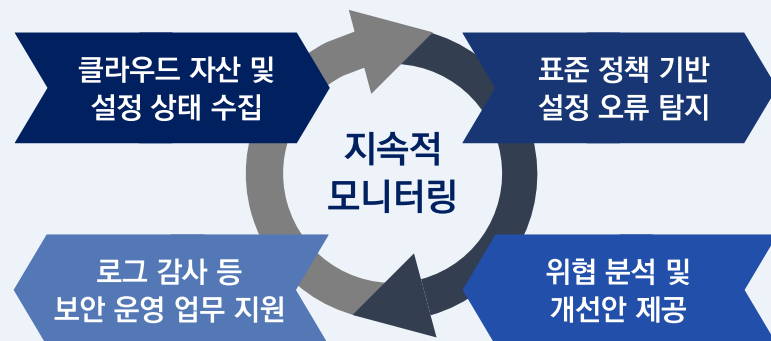 클라우드 자산 및
설정 상태 수집
표준 정책 기반
설정 오류 탐지
지속적
모니터링
로그 감사 등
보안 운영 업무 지원
위협 분석 및
개선안 제공